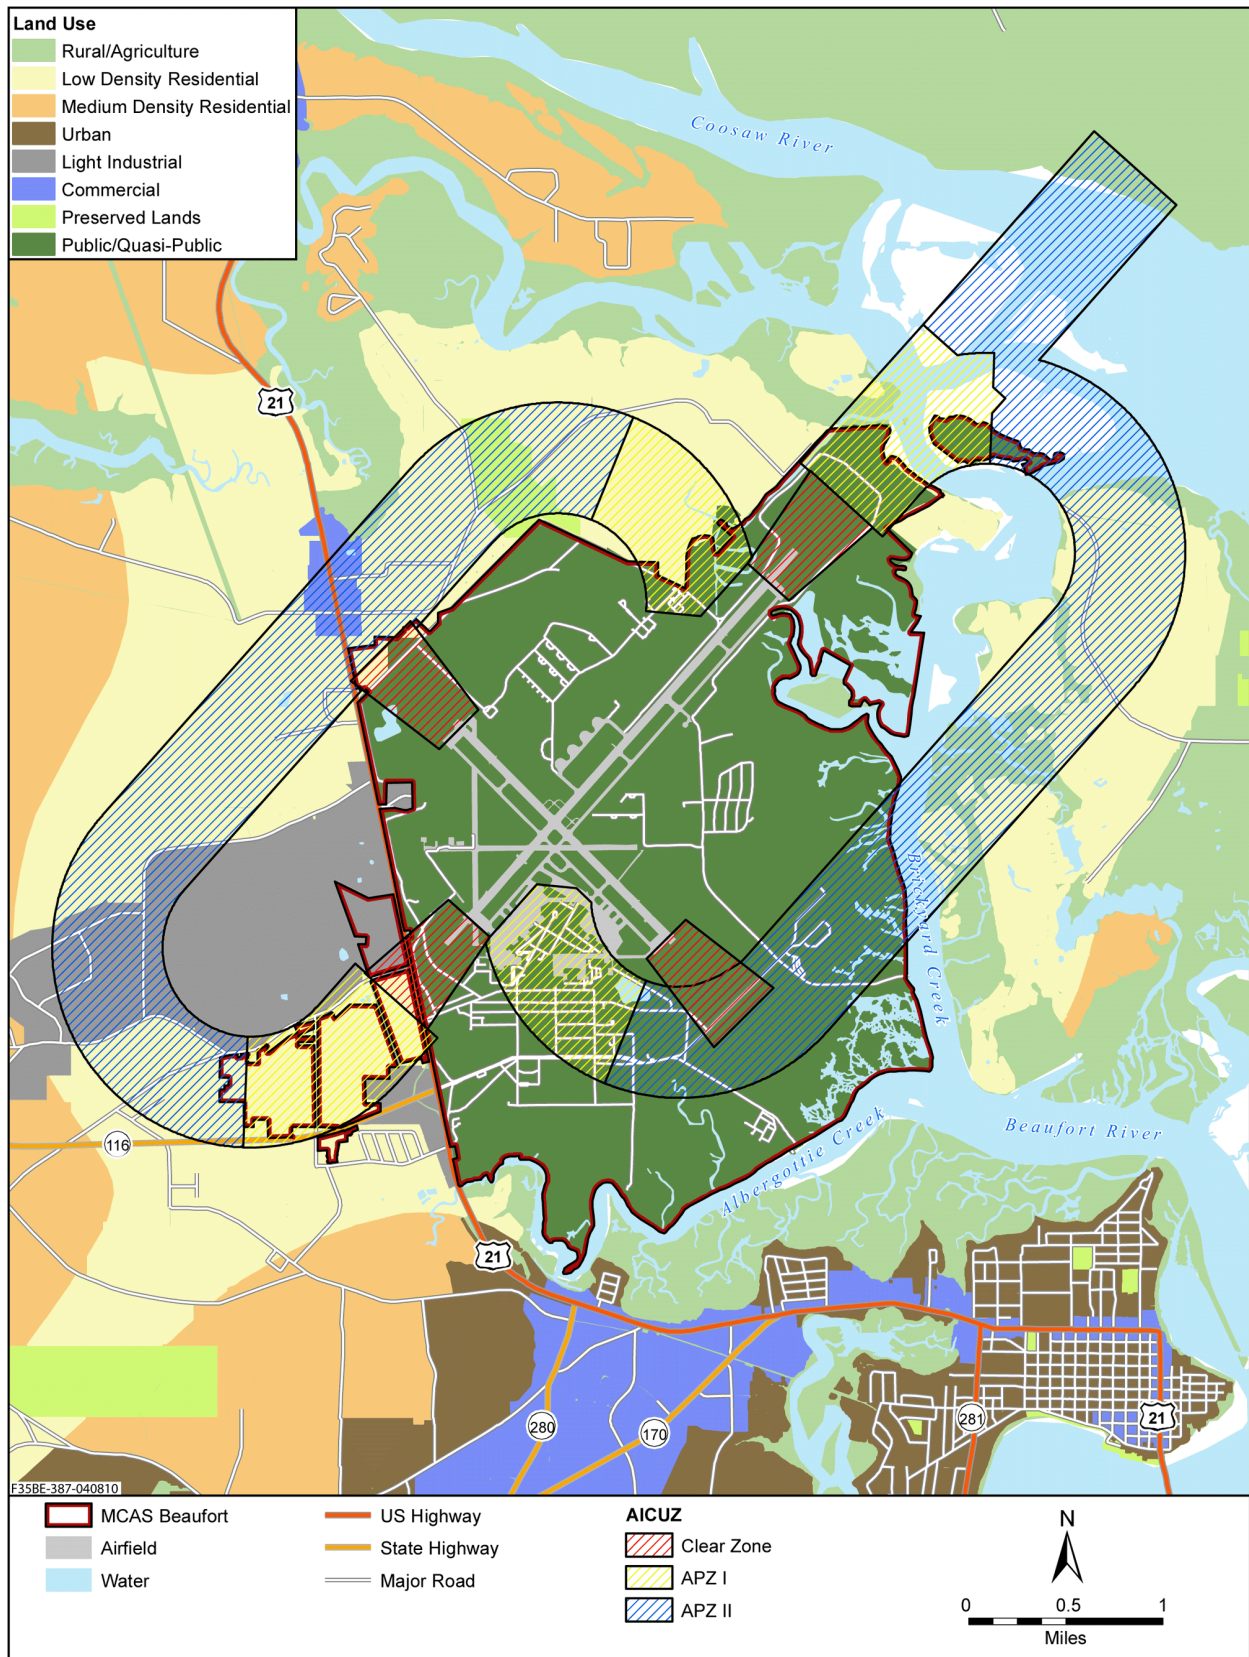 Land Use
Rural/Agriculture
Low Density Residential
Medium Density Residential
Urban
Light Industrial
Commercial
Preserved Lands
Public/Quasi-Public
Coosaw River
21
Brickyard Creek
116
Beaufort River
Albergottie Creek
21
280
170
281
21
F35BE-387-040810
MCAS Beaufort
Airfield
Water
US Highway
State Highway
Major Road
AICUZ
Clear Zone
APZ I
APZ II
N
0 0.5 1
Miles